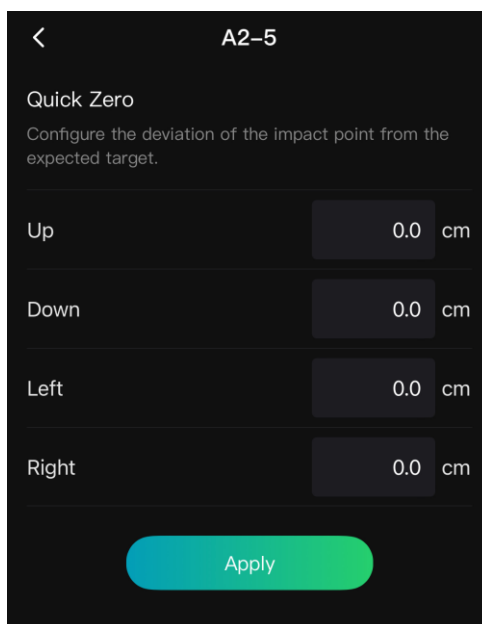 A2-5
Quick Zero
Configure the deviation of the impact point from the
expected target.
Up 0.0 cm
Down 0.0 cm
Left 0.0 cm
Right 0.0 cm
Apply